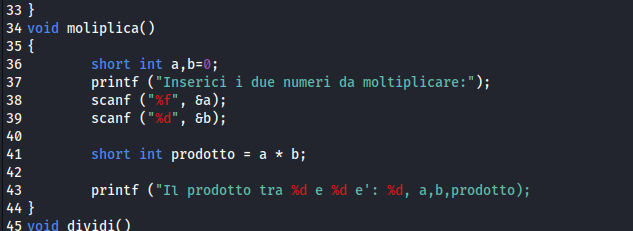 33 }
34 void moliplica()
35 {
36 short int a,b=0;
37 printf ("Inserici i due numeri da moltiplicare:");
38 scanf ("%f", &a);
39 scanf ("%d", &b);
40
41 short int prodotto = a * b;
42
43 printf ("Il prodotto tra %d e %d e': %d, a,b,prodotto);
44 }
45 void dividi()